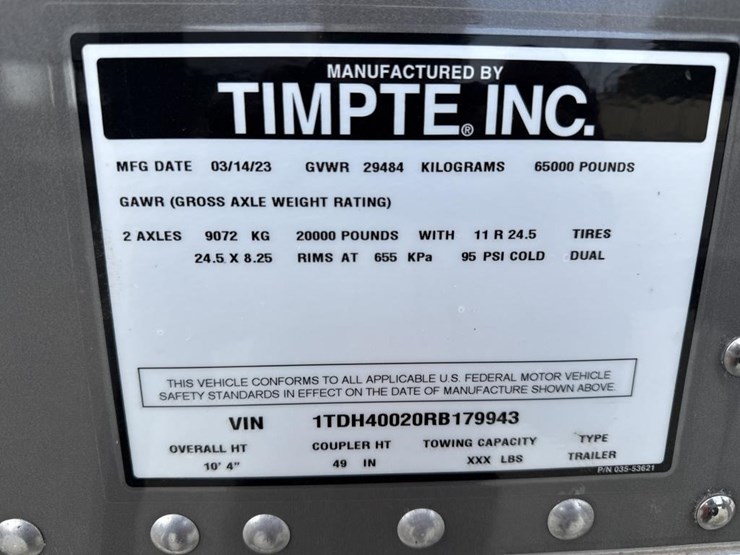 MANUFACTURED BY
TIMPTE® INC.
MFG DATE 03/14/23 GVWR 29484 KILOGRAMS 65000 POUNDS
GAWR (GROSS AXLE WEIGHT RATING)
2 AXLES 9072 KG 20000 POUNDS WITH 11 R 24.5 TIRES
24.5 X 8.25 RIMS AT 655 KPa 95 PSI COLD DUAL
THIS VEHICLE CONFORMS TO ALL APPLICABLE U.S. FEDERAL MOTOR VEHICLE
SAFETY STANDARDS IN EFFECT ON THE DATE OF MANUFACTURE SHOWN ABOVE.
VIN 1TDH40020RB179943
OVERALL HT COUPLER HT TOWING CAPACITY TYPE
10' 4" 49 IN XXX LBS TRAILER
P/N 035-53621